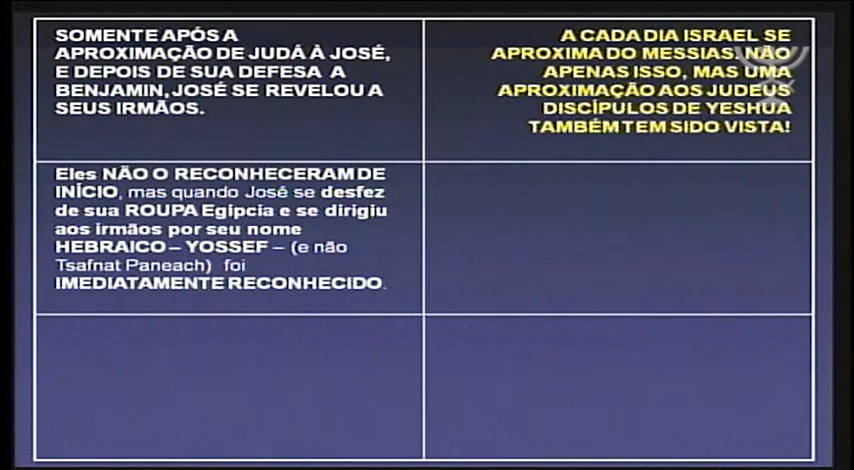 SOMENTE APÓS A
APROXIMAÇÃO DE JUDÁ À JOSÉ,
E DEPOIS DE SUA DEFESA A
BENJAMIN, JOSÉ SE REVELOU A
SEUS IRMÃOS.
A CADA DIA ISRAEL SE
APROXIMA DO MESSIAS. NÃO
APENAS ISSO, MAS UMA
APROXIMAÇÃO AOS JUDEUS
DISCÍPULOS DE YESHUA
TAMBÉM TEM SIDO VISTA!
Eles NÃO O RECONHECERAM DE
INÍCIO, mas quando José se desfez
de sua ROUPA Egípcia e se dirigiu
aos irmãos por seu nome
HEBRAICO – YOSSEF – (e não
Tsafnat Paneach) foi
IMEDIATAMENTE RECONHECIDO.